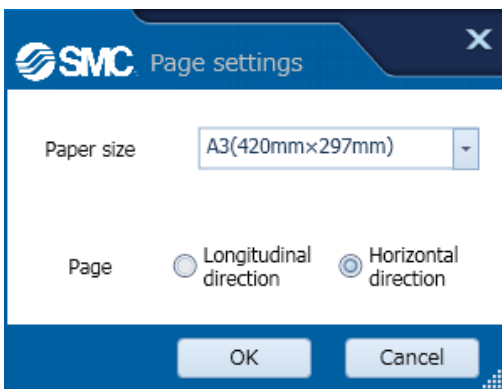 SMC Page settings X
Paper size A3(420mm×297mm)
Page Longitudinal direction Horizontal direction
OK Cancel